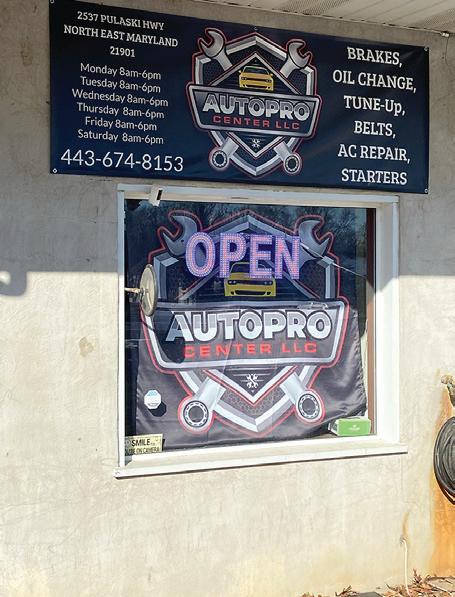 2537 PULASKI HWY
NORTH EAST MARYLAND
21901
Monday 8am-6pm
Tuesday 8am-6pm
Wednesday 8am-6pm
Thursday 8am-6pm
Friday 8am-6pm
Saturday 8am-6pm
443-674-8153
AUTOPRO
CENTER LLC
BRAKES,
OIL CHANGE,
TUNE-Up,
BELTS,
AC REPAIR,
STARTERS
OPEN
AUTOPRO
CENTER LLC
SMILE
ON CAMERA